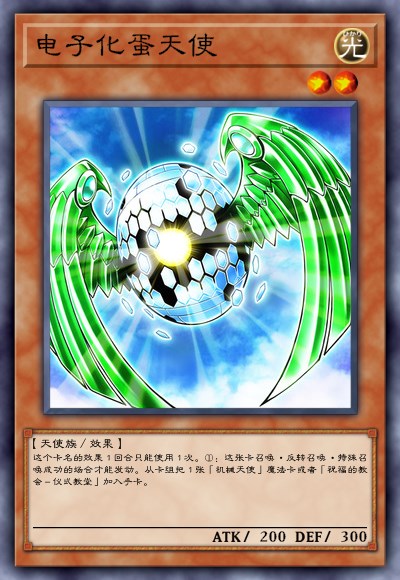 电子化蛋天使
光
ひかり
【天使族/效果】
这个卡名的效果1回合只能使用1次。①：这张卡召唤·反转召唤·特殊召
唤成功的场合才能发动。从卡组把1张「机械天使」魔法卡或者「祝福的教
会-仪式教堂」加入手卡。
ATK/ 200 DEF/ 300